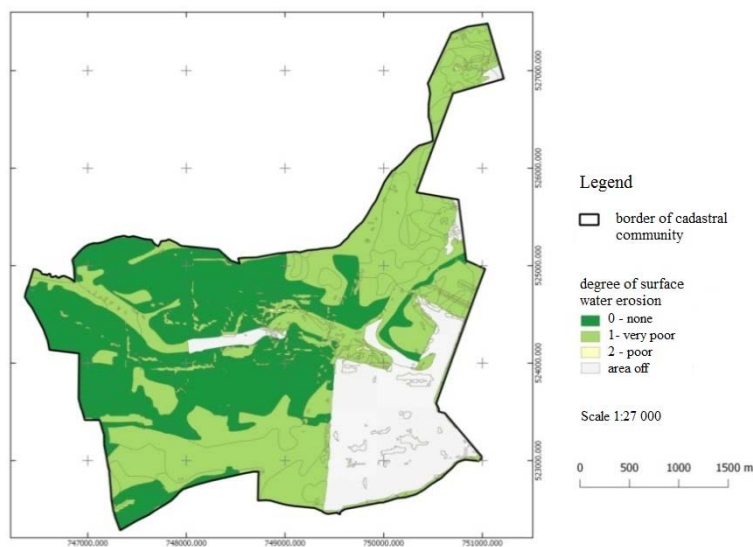 527000.000
526000.000
525000.000
524000.000
523000.000
747000.000 748000.000 749000.000 750000.000 751000.000
Legend
border of cadastral
community
degree of surface
water erosion
0 - none
1- very poor
2 - poor
area off
Scale 1:27 000
0 500 1000 1500 m